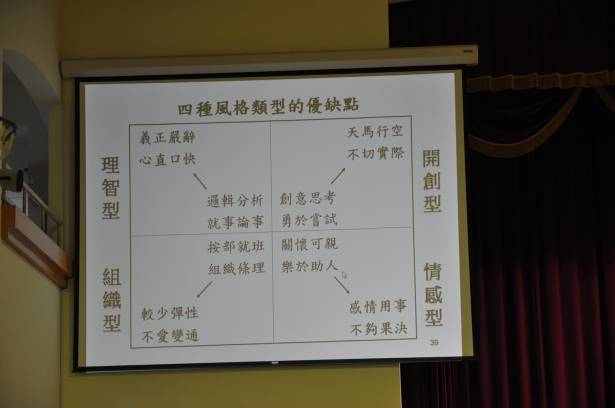 四種風格類型的優缺點
理智型
義正嚴辭
心直口快
邏輯分析
就事論事
天馬行空
不切實際
創意思考
勇於嘗試
開創型
組織型
按部就班
組織條理
較少彈性
不愛變通
關懷可親
樂於助人
感情用事
不夠果決
情感型
39